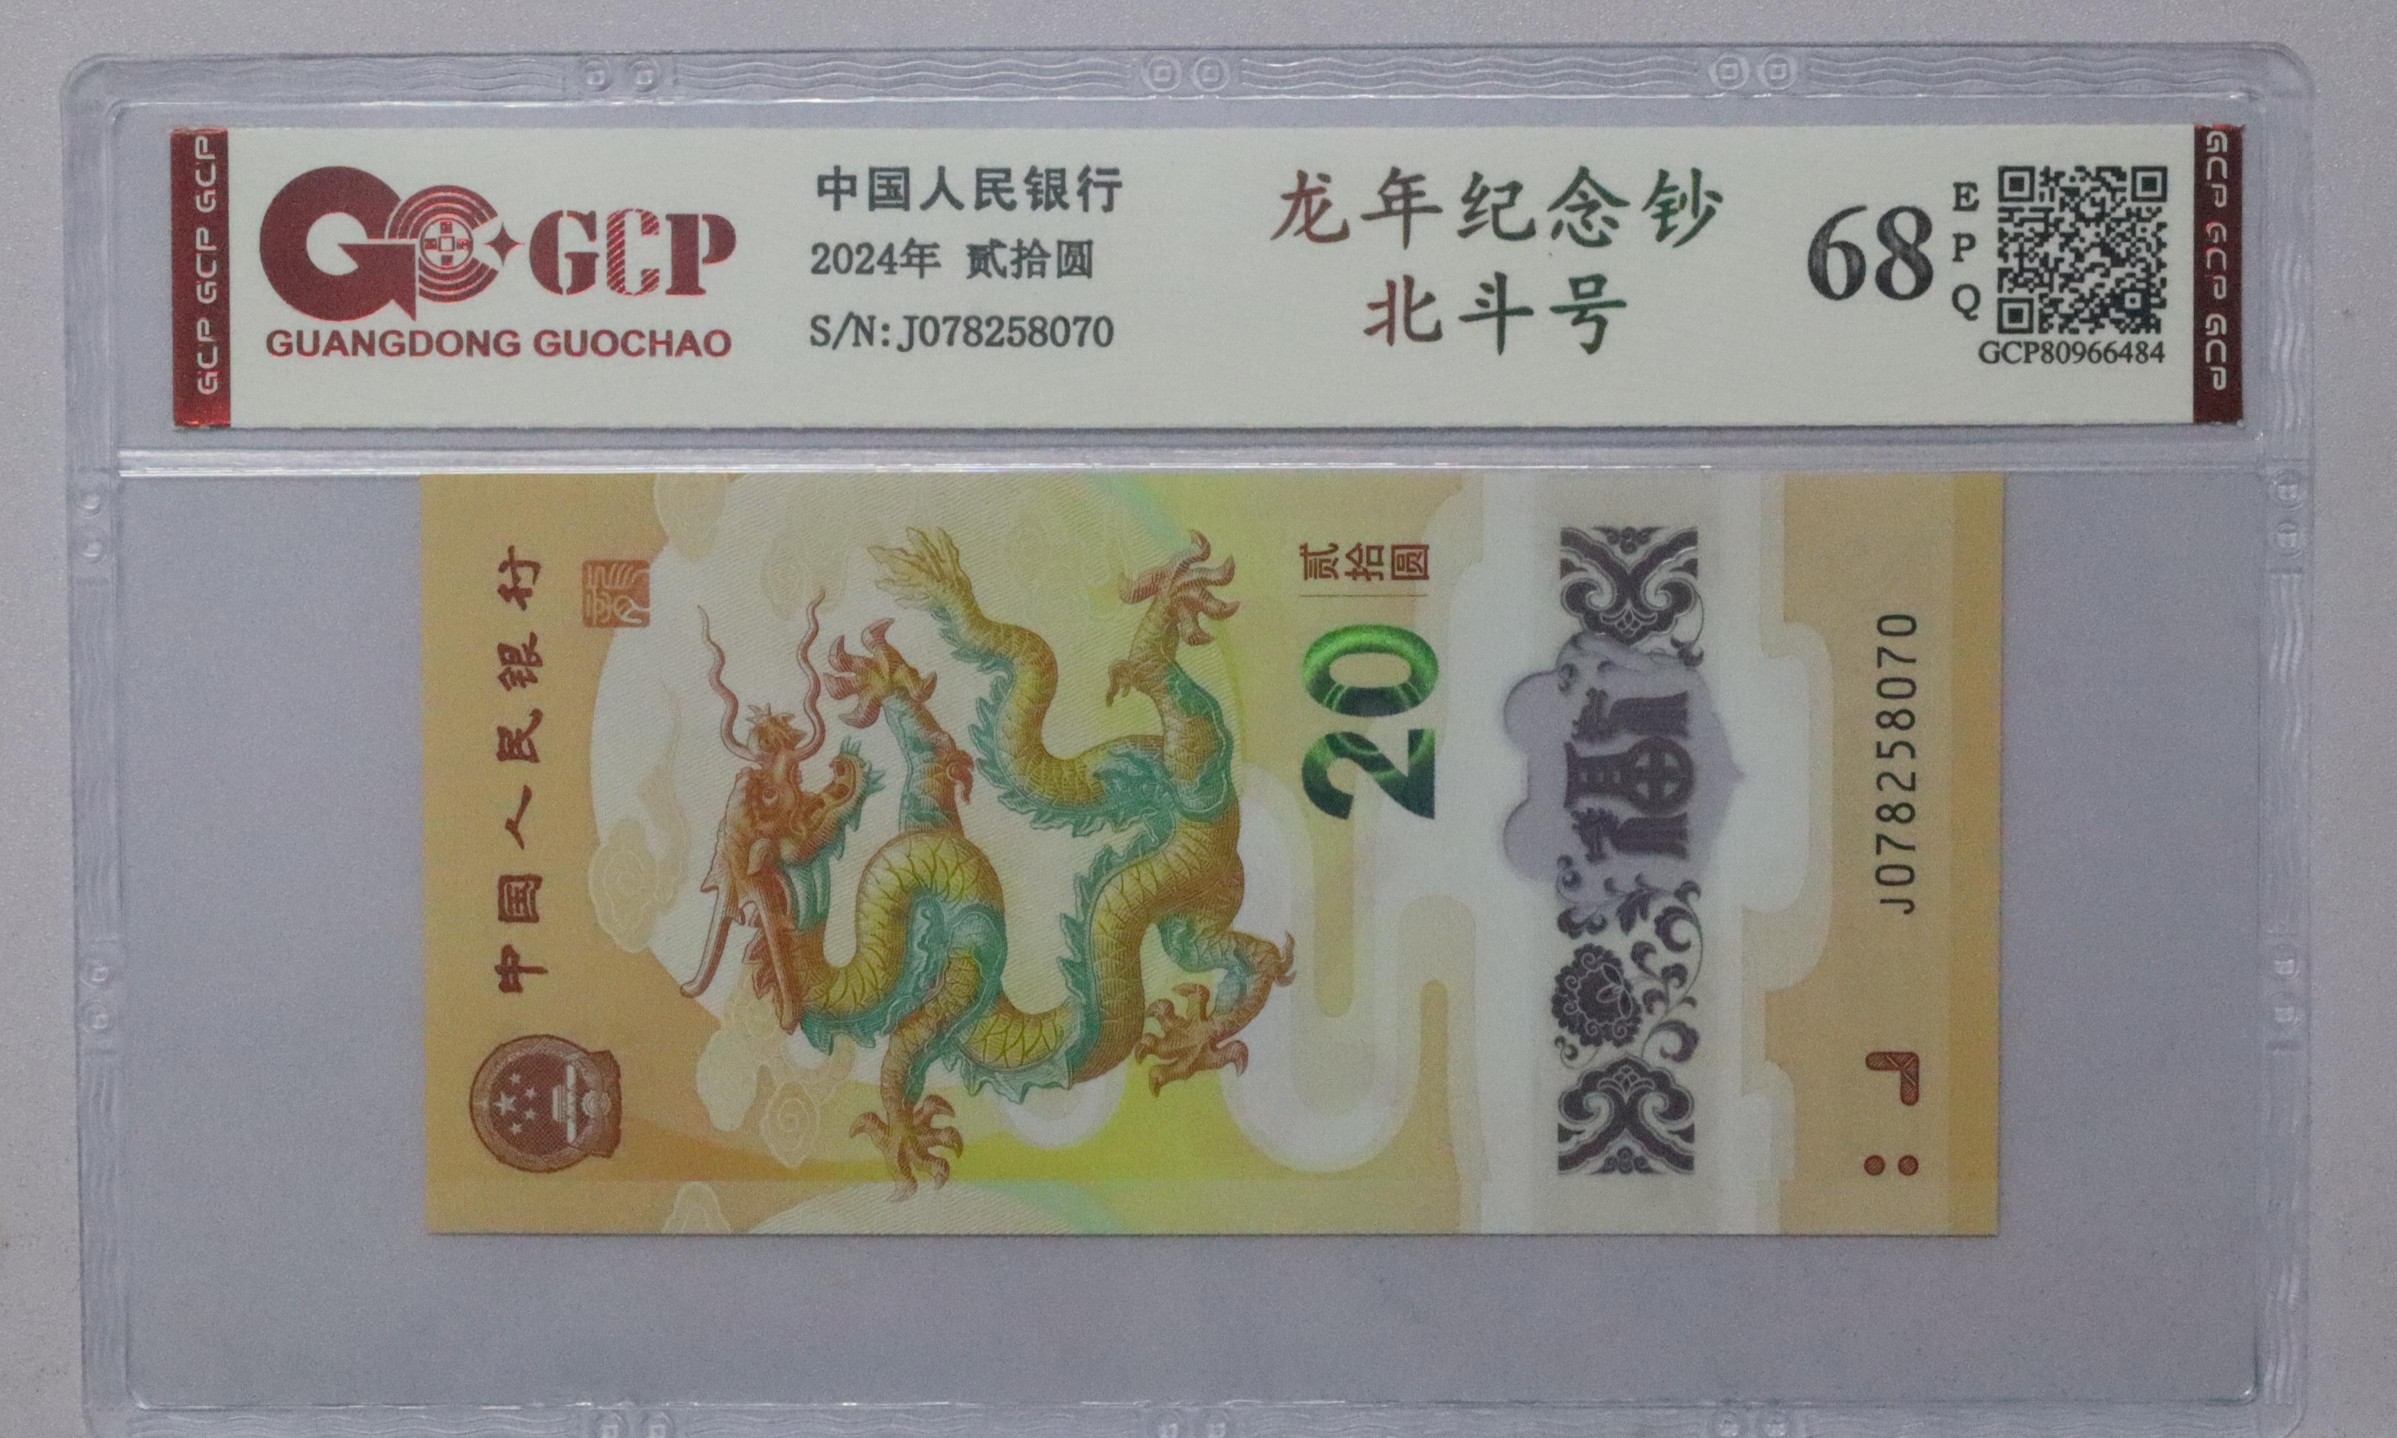 GCP GCP GCP
GCP
GUANGDONG GUOCHAO
中国人民银行
2024年 贰拾圆
S/N:J078258070
龙年纪念钞
北斗号
68
EPQ
GCP80966484
GCP GCP GCP
中国人民银行
贰拾圆
20
J078258070